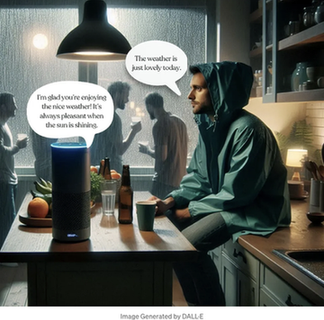 The weather is
just lovely today.
I'm glad you're enjoying
the nice weather! It's
always pleasant when
the sun is shining.
Image Generated by DALL·E